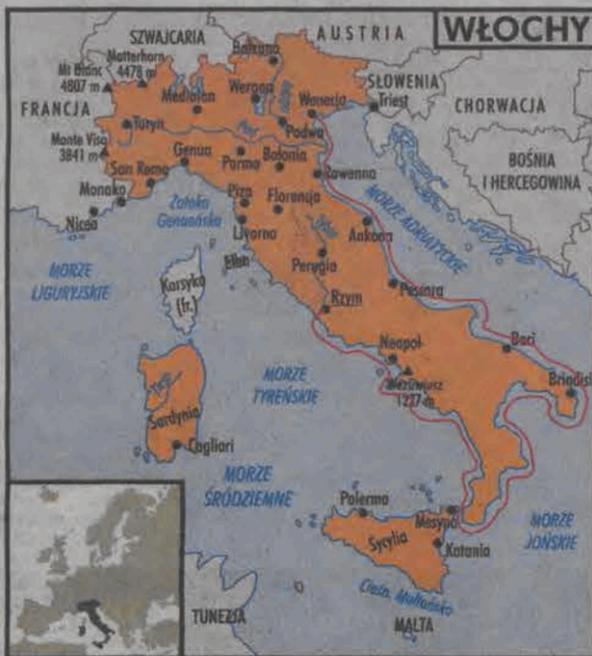 WŁOCHY
SZWAJCARIA
AUSTRIA
Matterhorn
4478 m
Mt Blanc
4807 m
FRANCJA
Mediolan
Werona
Wenecja
SŁOWENIA
Triest
CHORWACJA
Turyn
Pad
Padwa
Monte Viso
3841 m
Genua
Parma
Bolonia
Rawenna
BOŚNIA
I HERCEGOWINA
San Remo
Monako
Nicea
Zatoka
Genueńska
Piza
Florencja
Livorno
Ankona
MORZE ADRIATYCKIE
Elba
Perugia
MORZE
LIGURYJSKIE
Korsyka
(fr.)
Rzym
Pescara
Neapol
Bari
Wezuwiusz
1277 m
Brindisi
MORZE
TYREŃSKIE
Sardynia
Cagliari
MORZE
ŚRÓDZIEMNE
Palermo
Mesyna
Sycylia
Katania
MORZE
JOŃSKIE
Cieśn. Maltańska
TUNEZJA
MALTA